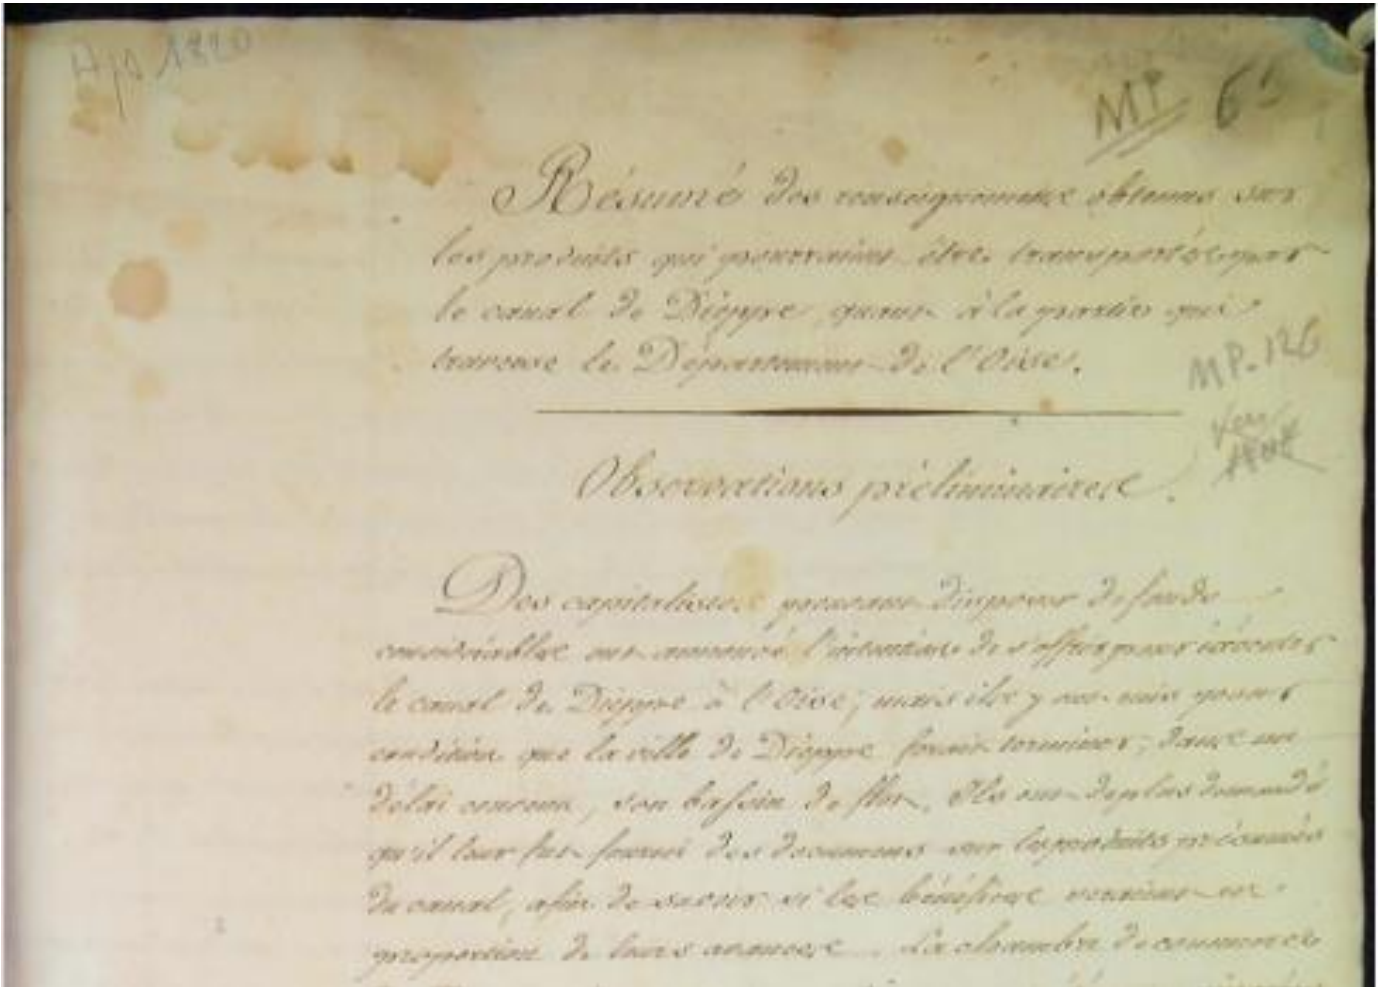 Ap 1820
MP 65
Résumé des renseignemens obtenus sur
les produits qui pourraient être transportés par
le canal de Dieppe, quant à la partie qui
traverse le Département de l'Oise.
MP. 126
Observations préliminaires.
Des capitalistes pouvant disposer de fonds
considérables ont annoncé l'intention de s'offrir pour exécuter
le canal de Dieppe à l'Oise; mais ils y ont mis pour
condition que la ville de Dieppe ferait terminer, dans un
délai convenu, son bassin de flot. Ils ont de plus demandé
qu'il leur fut fourni des documens sur les produits présumés
du canal, afin de savoir si les bénéfices seraient en
proportion de leurs avances. La chambre de commerce